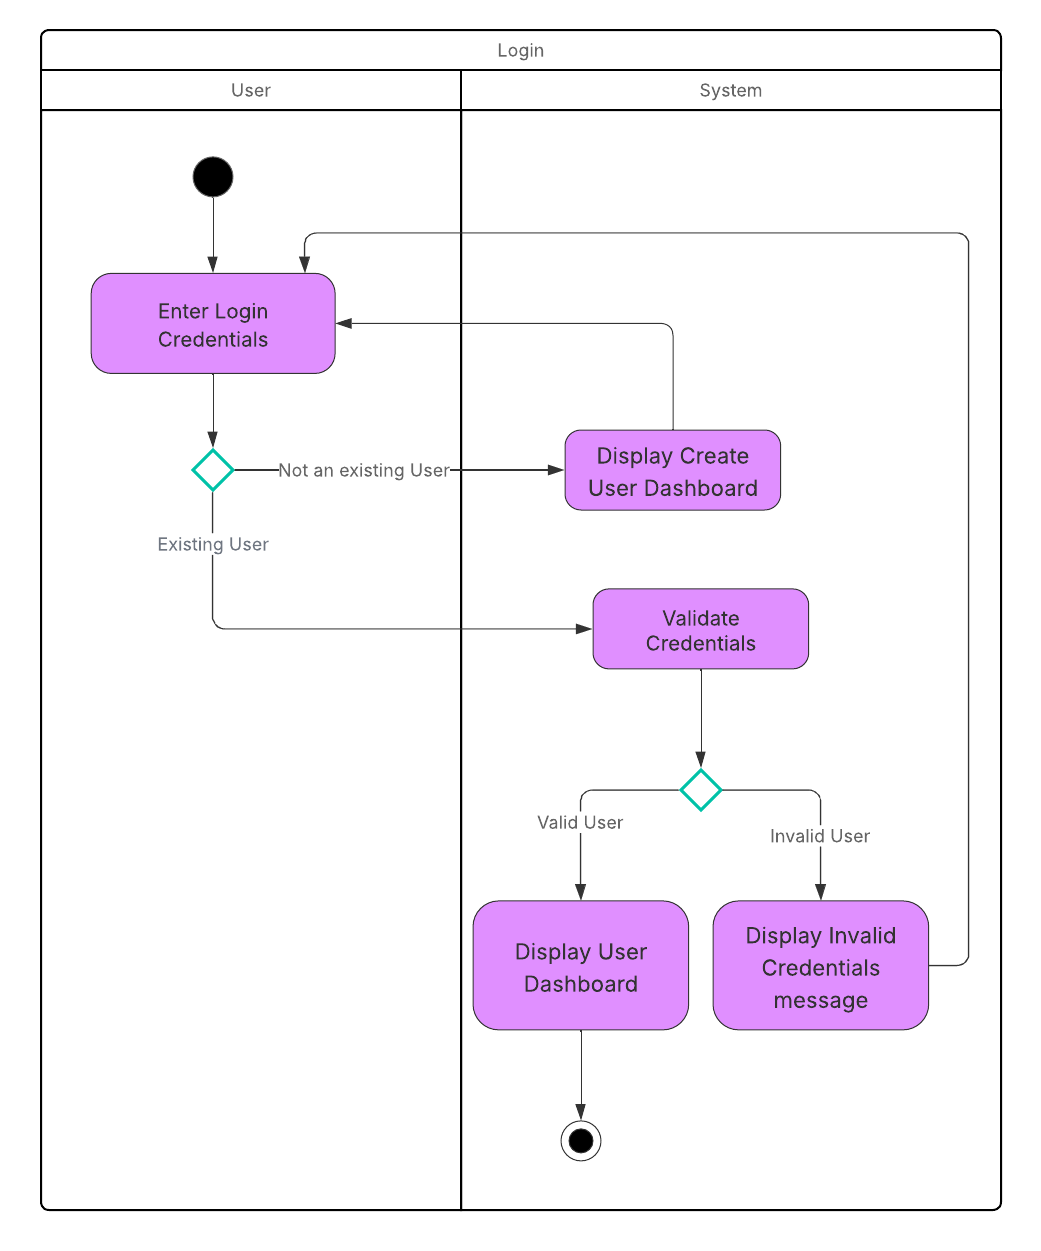 Login
User
System
Enter Login
Credentials
Not an existing User
Display Create
User Dashboard
Existing User
Validate
Credentials
Valid User
Invalid User
Display User
Dashboard
Display Invalid
Credentials
message